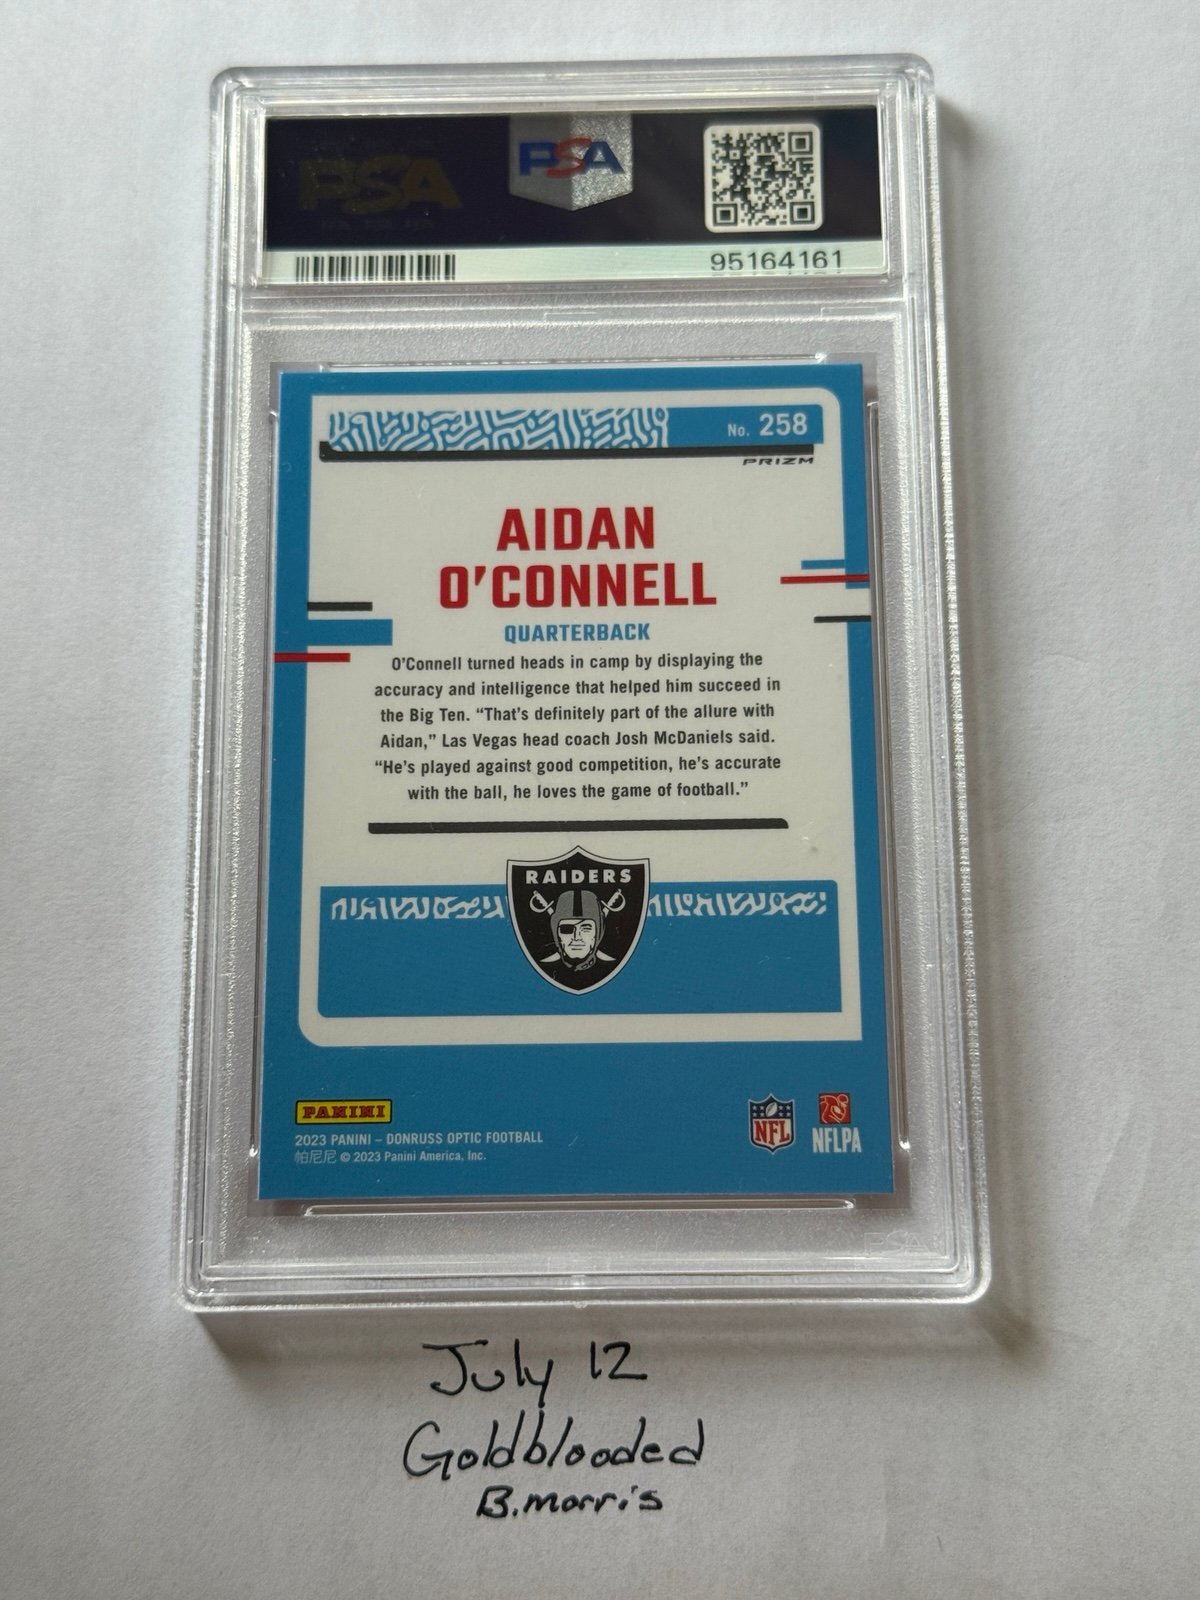 PSA
PSA
95164161
No. 258
PRIZM
AIDAN
O'CONNELL
QUARTERBACK
O'Connell turned heads in camp by displaying the
accuracy and intelligence that helped him succeed in
the Big Ten. “That's definitely part of the allure with
Aidan,” Las Vegas head coach Josh McDaniels said.
“He's played against good competition, he's accurate
with the ball, he loves the game of football.”
RAIDERS
PANINI
2023 PANINI – DONRUSS OPTIC FOOTBALL
帕尼尼 © 2023 Panini America, Inc.
NFL
NFLPA
July 12
Goldblooded
B.morris